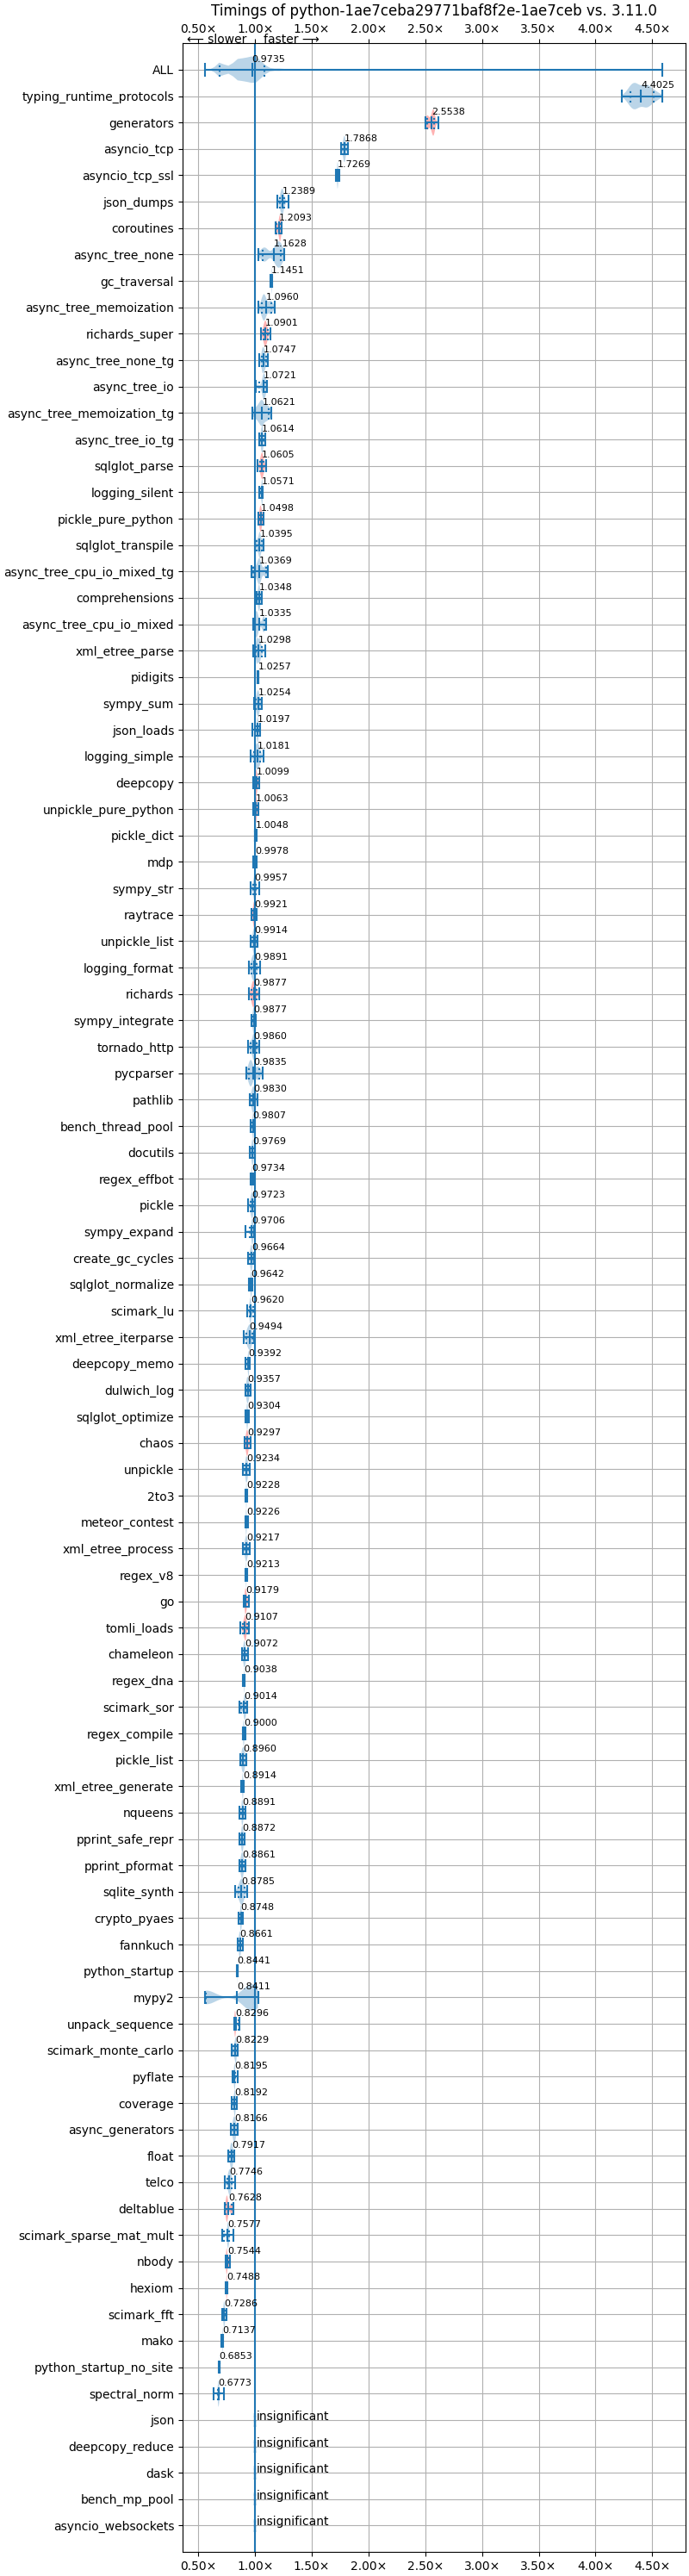 Timings of python-1ae7ceba29771baf8f2e-1ae7ceb vs. 3.11.0
0.50× 1.00× 1.50× 2.00× 2.50× 3.00× 3.50× 4.00× 4.50×
⟵ slower faster ⟶
ALL 0.9735
typing_runtime_protocols 4.4025
generators 2.5538
asyncio_tcp 1.7868
asyncio_tcp_ssl 1.7269
json_dumps 1.2389
coroutines 1.2093
async_tree_none 1.1628
gc_traversal 1.1451
async_tree_memoization 1.0960
richards_super 1.0901
async_tree_none_tg 1.0747
async_tree_io 1.0721
async_tree_memoization_tg 1.0621
async_tree_io_tg 1.0614
sqlglot_parse 1.0605
logging_silent 1.0571
pickle_pure_python 1.0498
sqlglot_transpile 1.0395
async_tree_cpu_io_mixed_tg 1.0369
comprehensions 1.0348
async_tree_cpu_io_mixed 1.0335
xml_etree_parse 1.0298
pidigits 1.0257
sympy_sum 1.0254
json_loads 1.0197
logging_simple 1.0181
deepcopy 1.0099
unpickle_pure_python 1.0063
pickle_dict 1.0048
mdp 0.9978
sympy_str 0.9957
raytrace 0.9921
unpickle_list 0.9914
logging_format 0.9891
richards 0.9877
sympy_integrate 0.9877
tornado_http 0.9860
pycparser 0.9835
pathlib 0.9830
bench_thread_pool 0.9807
docutils 0.9769
regex_effbot 0.9734
pickle 0.9723
sympy_expand 0.9706
create_gc_cycles 0.9664
sqlglot_normalize 0.9642
scimark_lu 0.9620
xml_etree_iterparse 0.9494
deepcopy_memo 0.9392
dulwich_log 0.9357
sqlglot_optimize 0.9304
chaos 0.9297
unpickle 0.9234
2to3 0.9228
meteor_contest 0.9226
xml_etree_process 0.9217
regex_v8 0.9213
go 0.9179
tomli_loads 0.9107
chameleon 0.9072
regex_dna 0.9038
scimark_sor 0.9014
regex_compile 0.9000
pickle_list 0.8960
xml_etree_generate 0.8914
nqueens 0.8891
pprint_safe_repr 0.8872
pprint_pformat 0.8861
sqlite_synth 0.8785
crypto_pyaes 0.8748
fannkuch 0.8661
python_startup 0.8441
mypy2 0.8411
unpack_sequence 0.8296
scimark_monte_carlo 0.8229
pyflate 0.8195
coverage 0.8192
async_generators 0.8166
float 0.7917
telco 0.7746
deltablue 0.7628
scimark_sparse_mat_mult 0.7577
nbody 0.7544
hexiom 0.7488
scimark_fft 0.7286
mako 0.7137
python_startup_no_site 0.6853
spectral_norm 0.6773
json insignificant
deepcopy_reduce insignificant
dask insignificant
bench_mp_pool insignificant
asyncio_websockets insignificant
0.50× 1.00× 1.50× 2.00× 2.50× 3.00× 3.50× 4.00× 4.50×